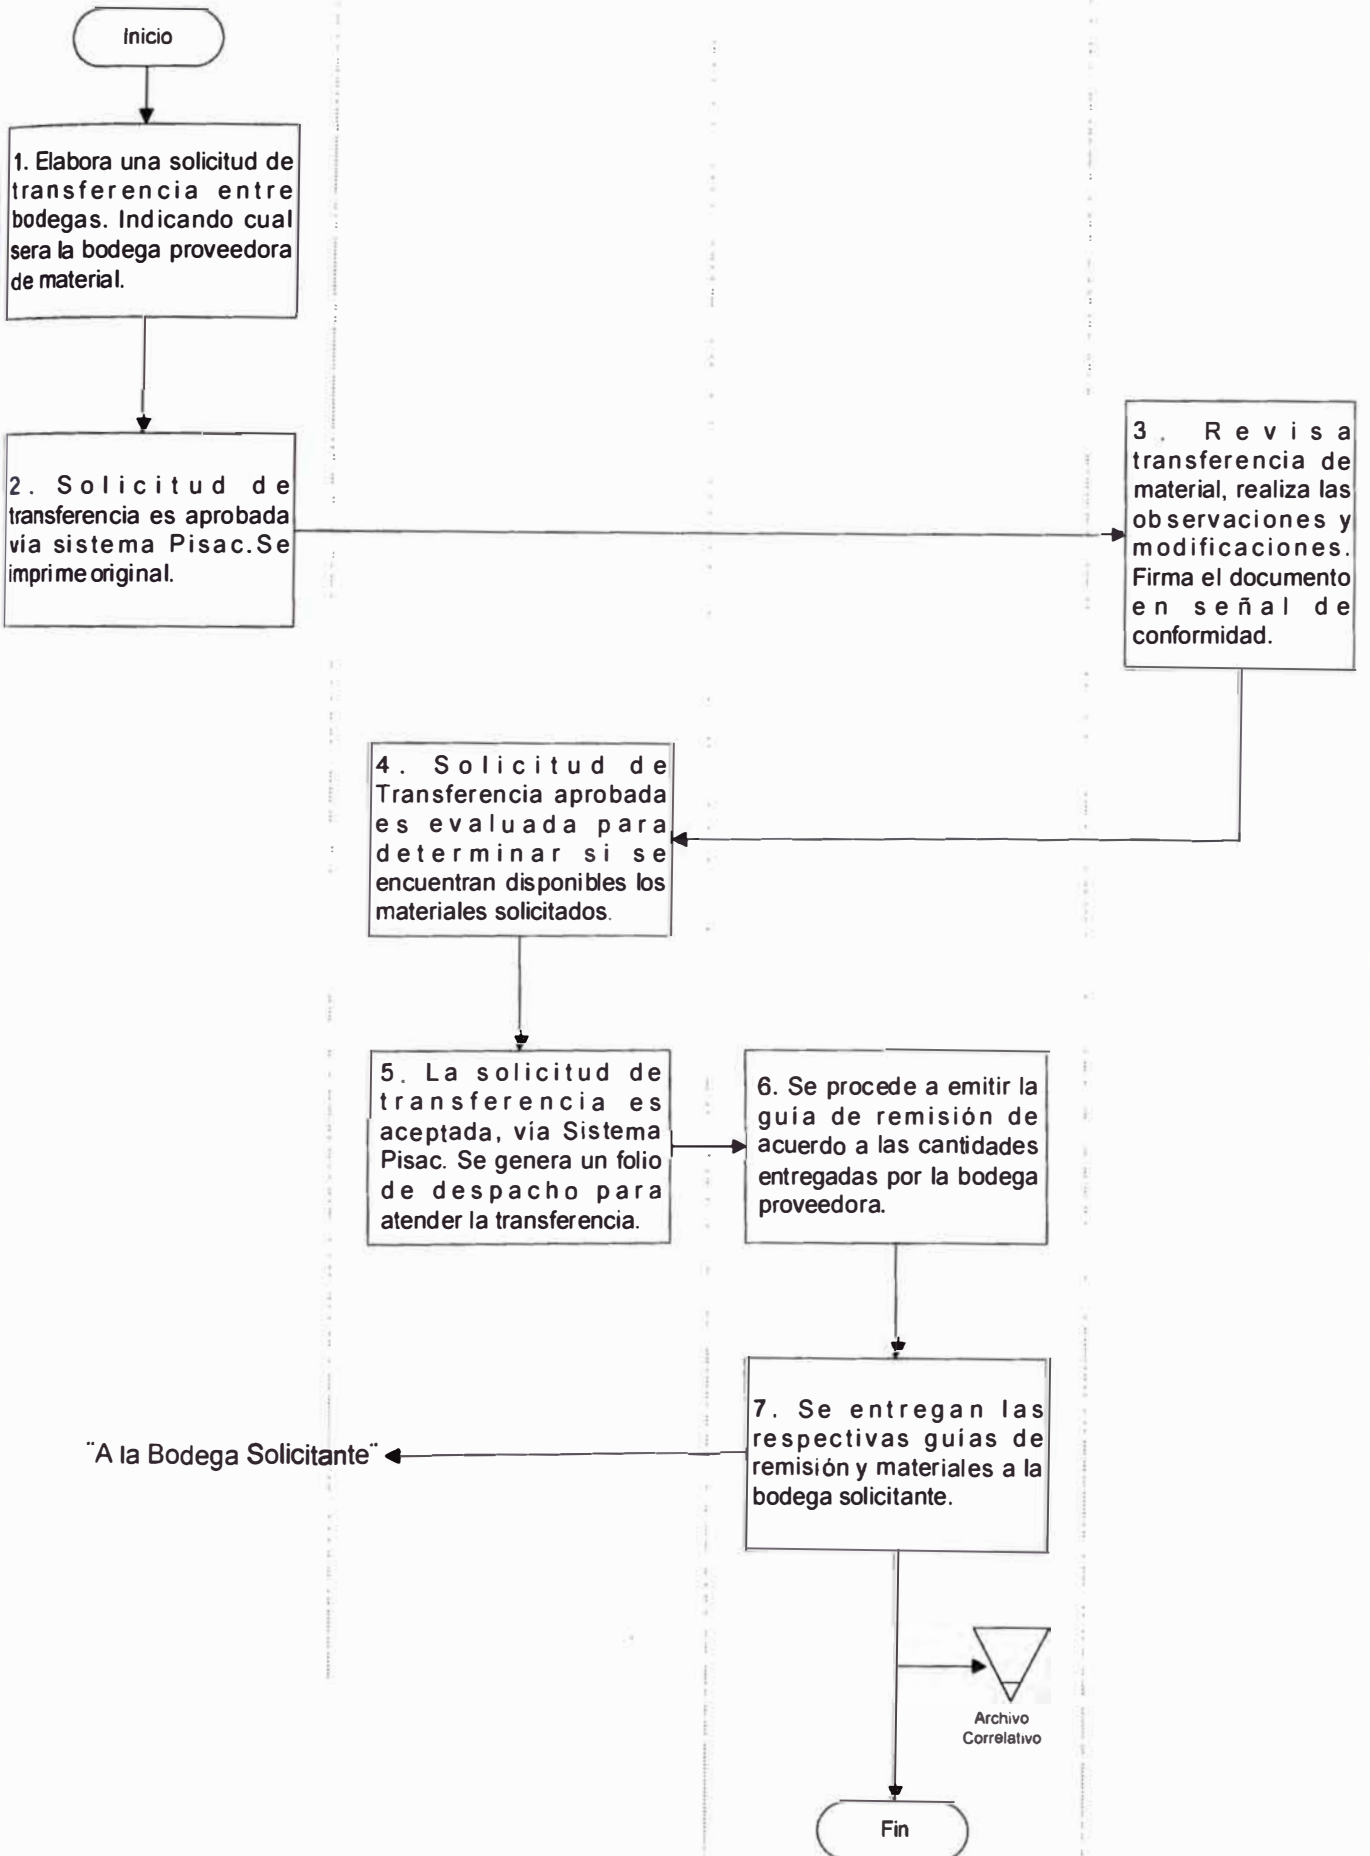 Inicio
1. Elabora una solicitud de
transferencia entre
bodegas. Indicando cual
sera la bodega proveedora
de material.
2. Solicitud de
transferencia es aprobada
vía sistema Pisac.Se
imprime original.
3. Revisa
transferencia de
material, realiza las
observaciones y
modificaciones.
Firma el documento
en señal de
conformidad.
4. Solicitud de
Transferencia aprobada
es evaluada para
determinar si se
encuentran disponibles los
materiales solicitados.
5. La solicitud de
transferencia es
aceptada, vía Sistema
Pisac. Se genera un folio
de despacho para
atender la transferencia.
6. Se procede a emitir la
guía de remisión de
acuerdo a las cantidades
entregadas por la bodega
proveedora.
7. Se entregan las
respectivas guías de
remisión y materiales a la
bodega solicitante.
¨A la Bodega Solicitante¨
Archivo
Correlativo
Fin